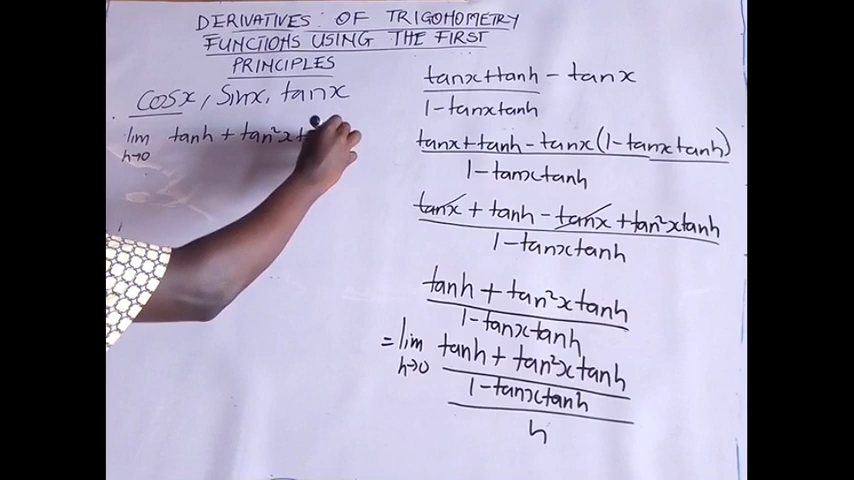 DERIVATIVES: OF TRIGOHOMETRY
FUNCTIONS USING THE FIRST
PRINCIPLES
cosx, sinx, tanx
lim tanh + tan²x
h→0
tanx+tanh - tanx
1-tanxtanh
tanx+tanh - tanx(1-tanxtanh)
1-tanxtanh
tanx + tanh - tanx + tan²xtanh
1-tanxtanh
tanh + tan²xtanh
1-tanxtanh
= lim tanh + tan²xtanh
h→0
1-tanxtanh
h